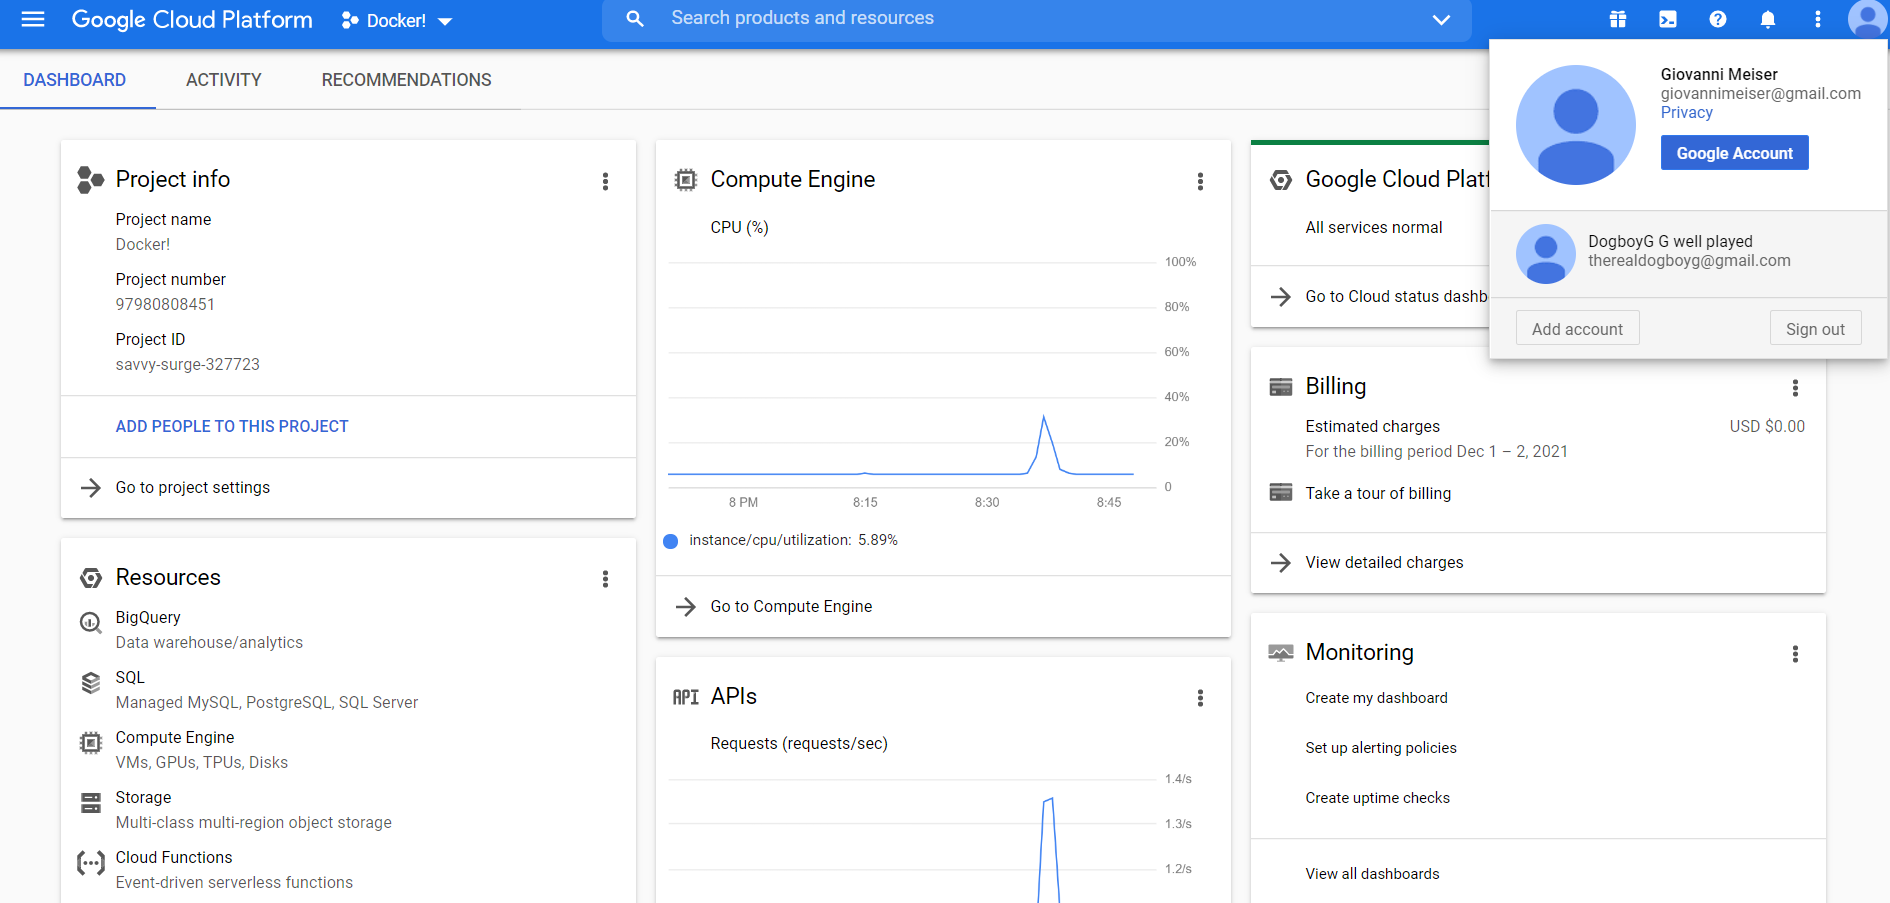 Google Cloud Platform
Docker!
Search products and resources
DASHBOARD
ACTIVITY
RECOMMENDATIONS
Giovanni Meiser
giovannimeiser@gmail.com
Privacy
Google Account
DogboyG G well played
therealdogboyg@gmail.com
Add account
Sign out
Project info
Project name
Docker!
Project number
97980808451
Project ID
savvy-surge-327723
ADD PEOPLE TO THIS PROJECT
Go to project settings
Resources
BigQuery
Data warehouse/analytics
SQL
Managed MySQL, PostgreSQL, SQL Server
Compute Engine
VMs, GPUs, TPUs, Disks
Storage
Multi-class multi-region object storage
Cloud Functions
Event-driven serverless functions
Compute Engine
CPU (%)
100%
80%
60%
40%
20%
0
8 PM
8:15
8:30
8:45
instance/cpu/utilization: 5.89%
Go to Compute Engine
API
APIs
Requests (requests/sec)
1.4/s
1.3/s
1.2/s
Google Cloud Platf
All services normal
Go to Cloud status dashb
Billing
Estimated charges
USD $0.00
For the billing period Dec 1 – 2, 2021
Take a tour of billing
View detailed charges
Monitoring
Create my dashboard
Set up alerting policies
Create uptime checks
View all dashboards